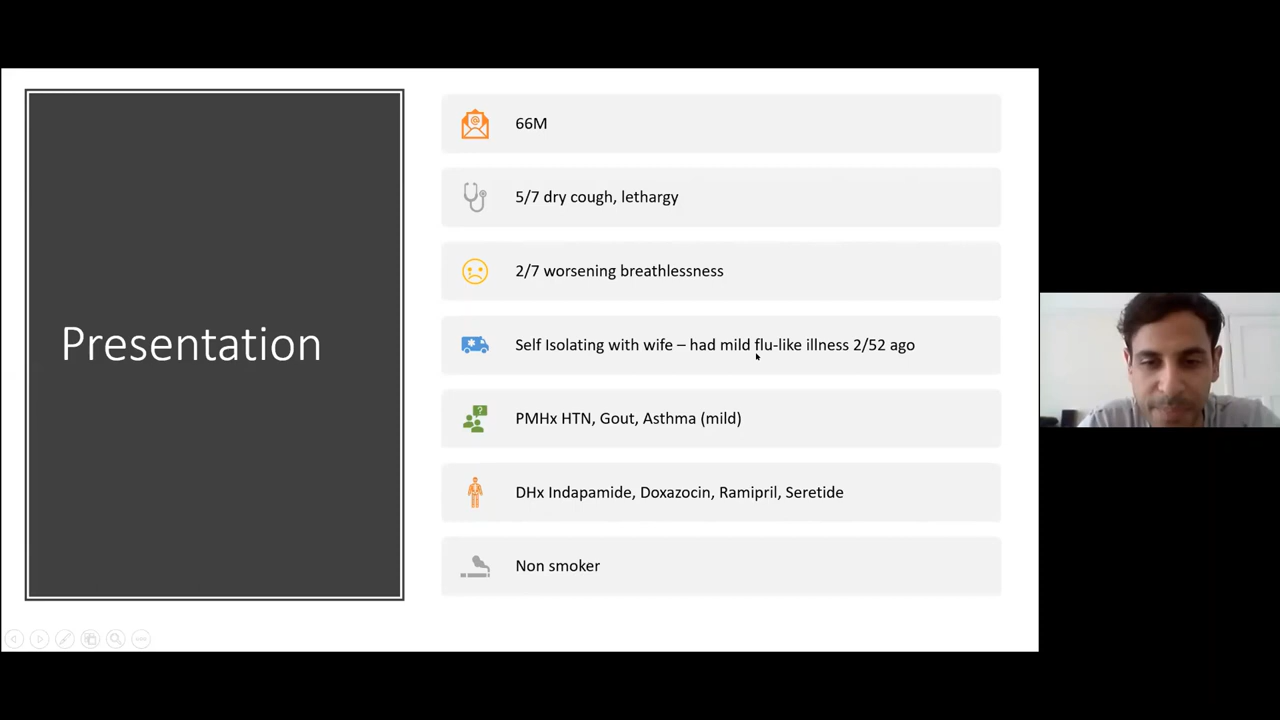 Presentation
66M
5/7 dry cough, lethargy
2/7 worsening breathlessness
Self Isolating with wife – had mild flu-like illness 2/52 ago
PMHx HTN, Gout, Asthma (mild)
DHx Indapamide, Doxazocin, Ramipril, Seretide
Non smoker